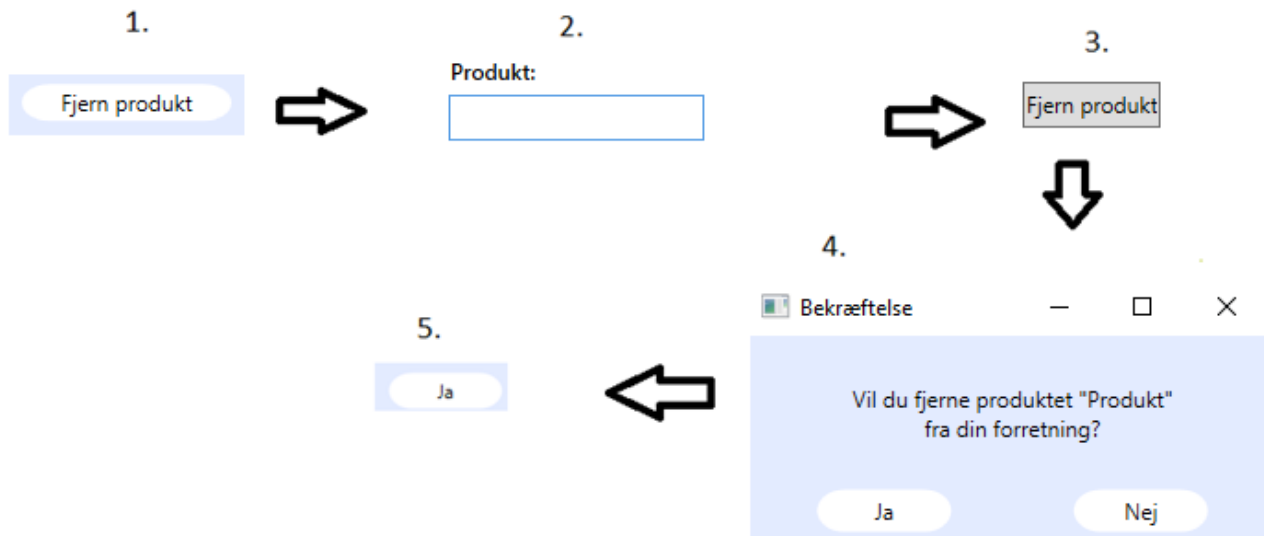 1.
Fjern produkt
2.
Produkt:
3.
Fjern produkt
4.
Bekræftelse
Vil du fjerne produktet "Produkt"
fra din forretning?
Ja
Nej
5.
Ja